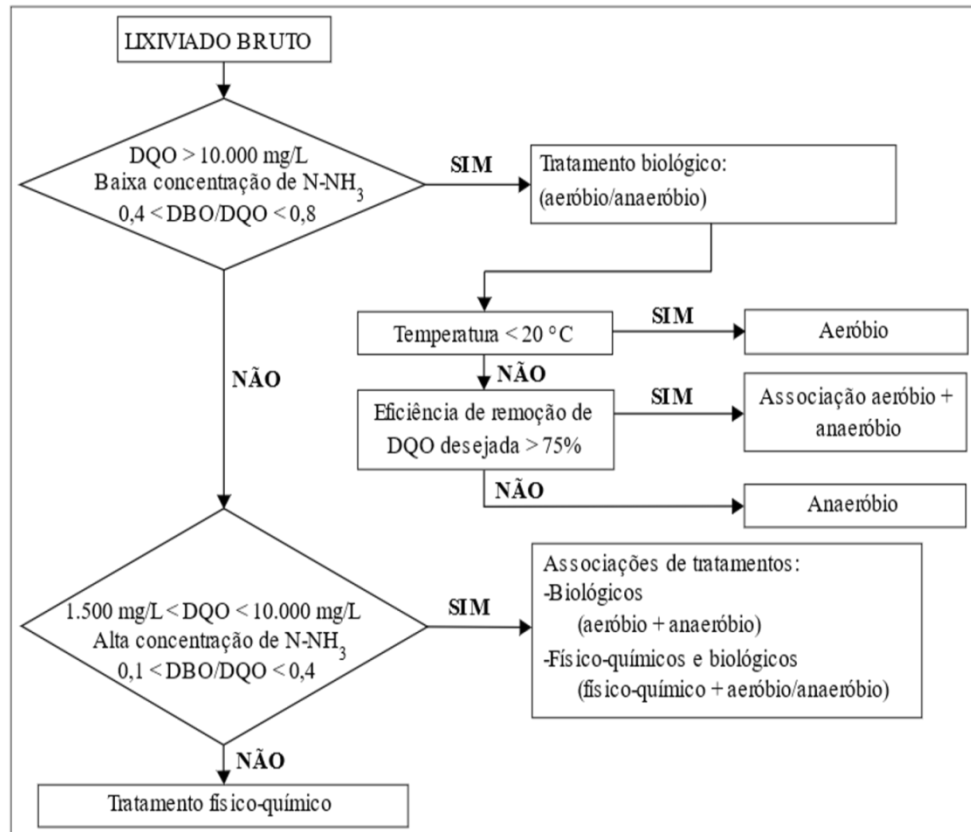 LIXIVIADO BRUTO
DQO > 10.000 mg/L
Baixa concentração de N-NH₃
0,4 < DBO/DQO < 0,8
SIM
Tratamento biológico:
(aeróbio/anaeróbio)
Temperatura < 20 °C
SIM
Aeróbio
NÃO
NÃO
Eficiência de remoção de
DQO desejada > 75%
SIM
Associação aeróbio +
anaeróbio
NÃO
Anaeróbio
1.500 mg/L < DQO < 10.000 mg/L
Alta concentração de N-NH₃
0,1 < DBO/DQO < 0,4
SIM
Associações de tratamentos:
-Biológicos
(aeróbio + anaeróbio)
-Físico-químicos e biológicos
(físico-químico + aeróbio/anaeróbio)
NÃO
Tratamento físico-químico